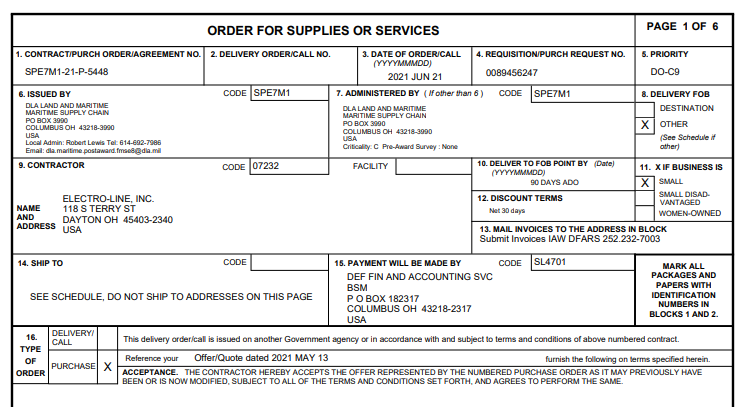 ORDER FOR SUPPLIES OR SERVICES
PAGE 1 OF 6
1. CONTRACT/PURCH ORDER/AGREEMENT NO.
SPE7M1-21-P-5448
2. DELIVERY ORDER/CALL NO.
3. DATE OF ORDER/CALL
(YYYYMMMDD)
2021 JUN 21
4. REQUISITION/PURCH REQUEST NO.
0089456247
5. PRIORITY
DO-C9
6. ISSUED BY
CODE
SPE7M1
DLA LAND AND MARITIME
MARITIME SUPPLY CHAIN
PO BOX 3990
COLUMBUS OH 43218-3990
USA
Local Admin: Robert Lewis Tel: 614-692-7986
Email: dla.maritime.postaward.fmse8@dla.mil
7. ADMINISTERED BY (If other than 6)
CODE
SPE7M1
DLA LAND AND MARITIME
MARITIME SUPPLY CHAIN
PO BOX 3990
COLUMBUS OH 43218-3990
USA
Criticality: C Pre-Award Survey : None
8. DELIVERY FOB
DESTINATION
X OTHER
(See Schedule if
other)
9. CONTRACTOR
CODE
07232
FACILITY
NAME
AND
ADDRESS
ELECTRO-LINE, INC.
118 S TERRY ST
DAYTON OH 45403-2340
USA
10. DELIVER TO FOB POINT BY (Date)
(YYYYMMMDD)
90 DAYS ADO
12. DISCOUNT TERMS
Net 30 days
11. X IF BUSINESS IS
X SMALL
SMALL DISAD-
VANTAGED
WOMEN-OWNED
13. MAIL INVOICES TO THE ADDRESS IN BLOCK
Submit Invoices IAW DFARS 252.232-7003
14. SHIP TO
CODE
SEE SCHEDULE, DO NOT SHIP TO ADDRESSES ON THIS PAGE
15. PAYMENT WILL BE MADE BY
CODE
SL4701
DEF FIN AND ACCOUNTING SVC
BSM
P O BOX 182317
COLUMBUS OH 43218-2317
USA
MARK ALL
PACKAGES AND
PAPERS WITH
IDENTIFICATION
NUMBERS IN
BLOCKS 1 AND 2.
16.
TYPE
OF
ORDER
DELIVERY/
CALL
This delivery order/call is issued on another Government agency or in accordance with and subject to terms and conditions of above numbered contract.
PURCHASE
X
Reference your Offer/Quote dated 2021 MAY 13 furnish the following on terms specified herein.
ACCEPTANCE. THE CONTRACTOR HEREBY ACCEPTS THE OFFER REPRESENTED BY THE NUMBERED PURCHASE ORDER AS IT MAY PREVIOUSLY HAVE
BEEN OR IS NOW MODIFIED, SUBJECT TO ALL OF THE TERMS AND CONDITIONS SET FORTH, AND AGREES TO PERFORM THE SAME.